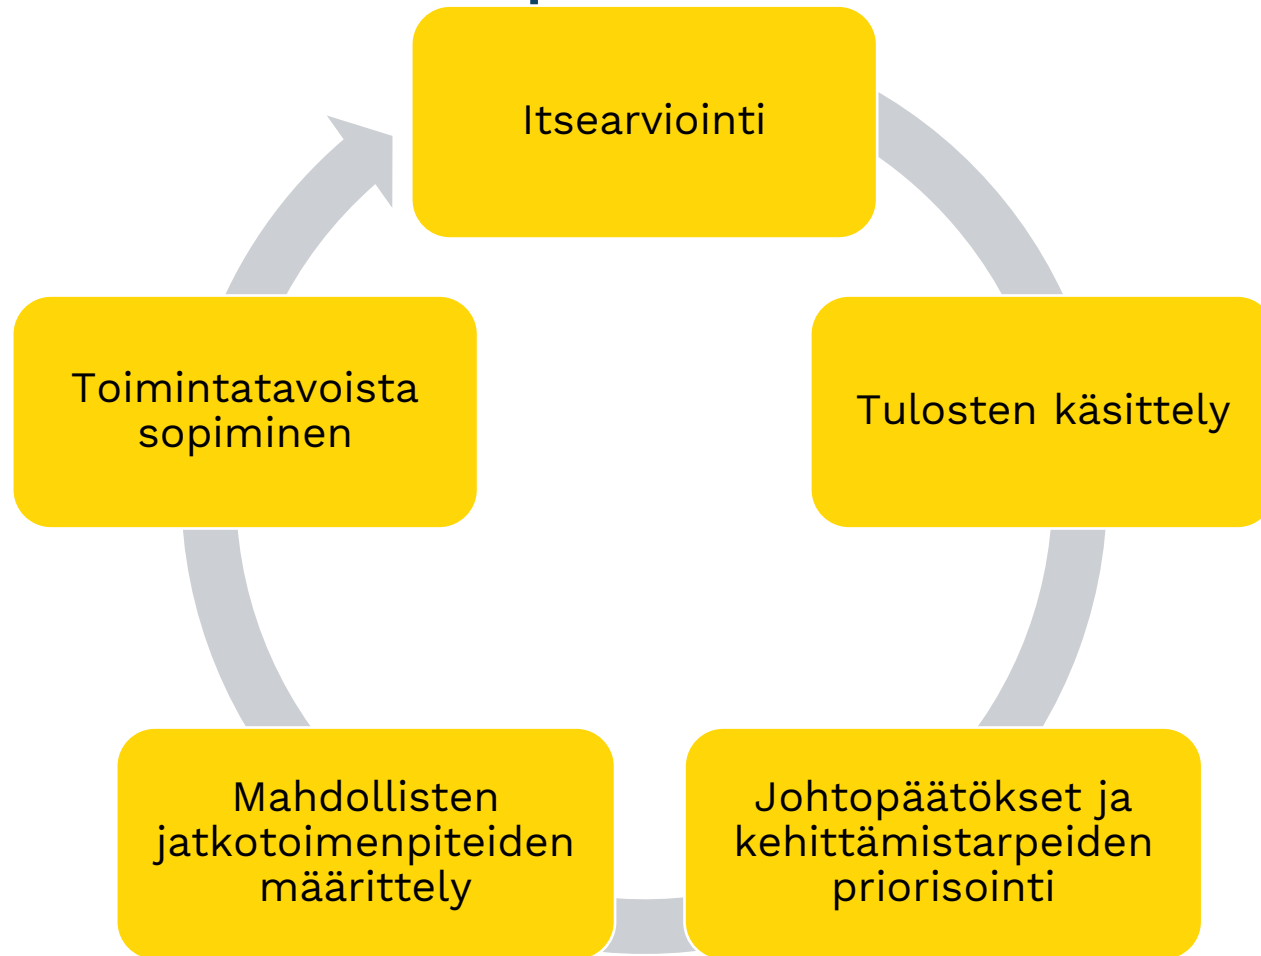 Itsearviointi
Tulosten käsittely
Johtopäätökset ja
kehittämistarpeiden
priorisointi
Mahdollisten
jatkotoimenpiteiden
määrittely
Toimintatavoista
sopiminen